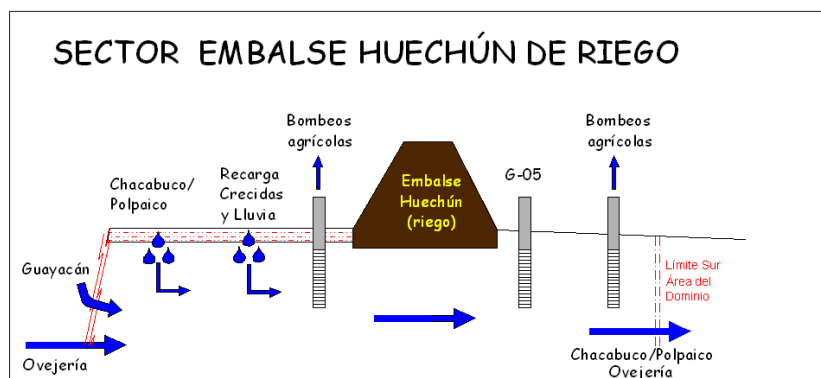 SECTOR EMBALSE HUECHÚN DE RIEGO
Bombeos
agrícolas
Bombeos
agrícolas
Chacabuco/
Polpaico
Recarga
Crecidas
y Lluvia
Embalse
Huechún
(riego)
G-05
Guayacán
Límite Sur
Área del
Dominio
Ovejería
Chacabuco/Polpaico
Ovejería